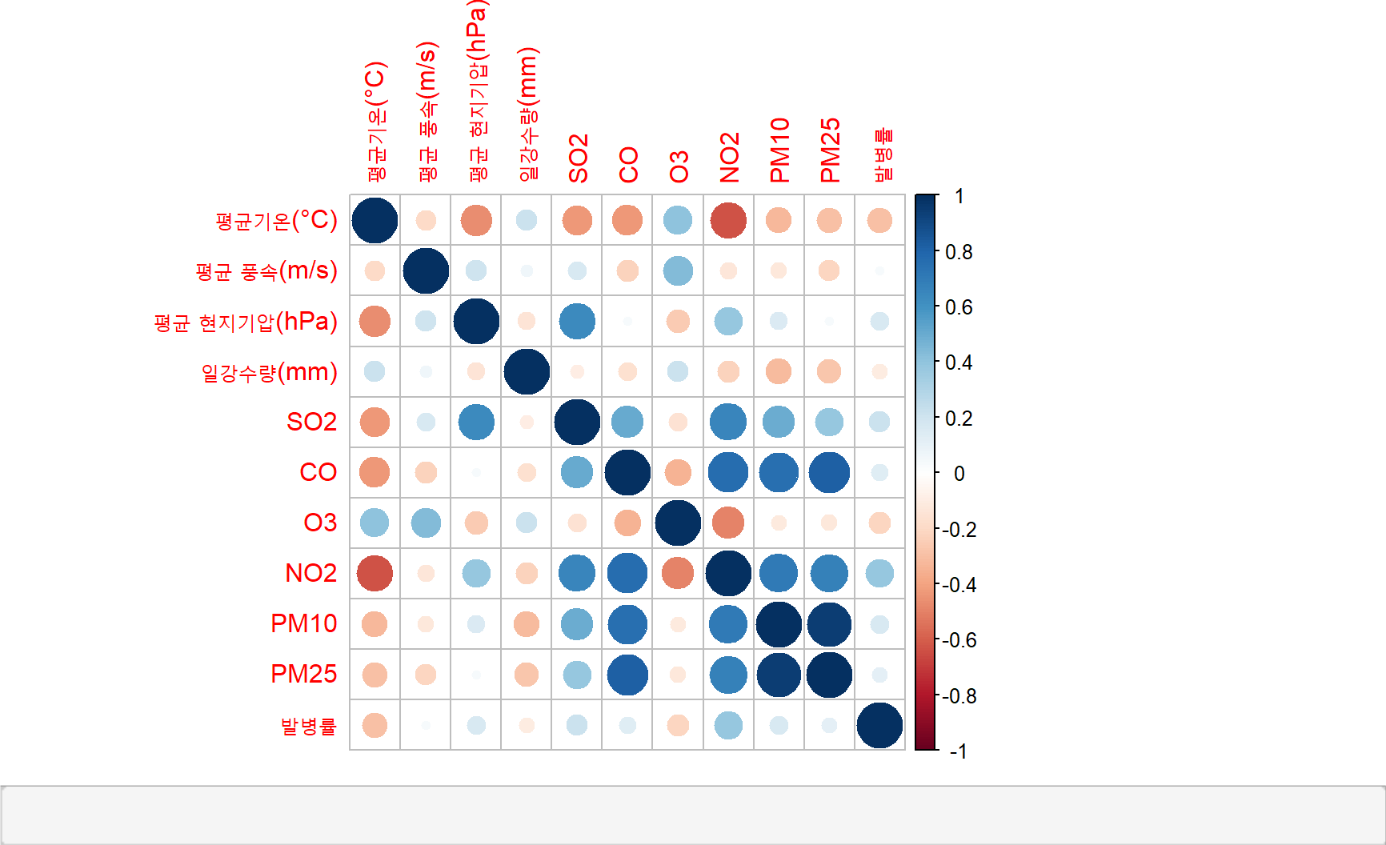 평균기온(°C)
평균 풍속(m/s)
평균 현지기압(hPa)
일강수량(mm)
SO2
CO
O3
NO2
PM10
PM25
발병률
평균기온(°C)
평균 풍속(m/s)
평균 현지기압(hPa)
일강수량(mm)
SO2
CO
O3
NO2
PM10
PM25
발병률
1
0.8
0.6
0.4
0.2
0
-0.2
-0.4
-0.6
-0.8
-1